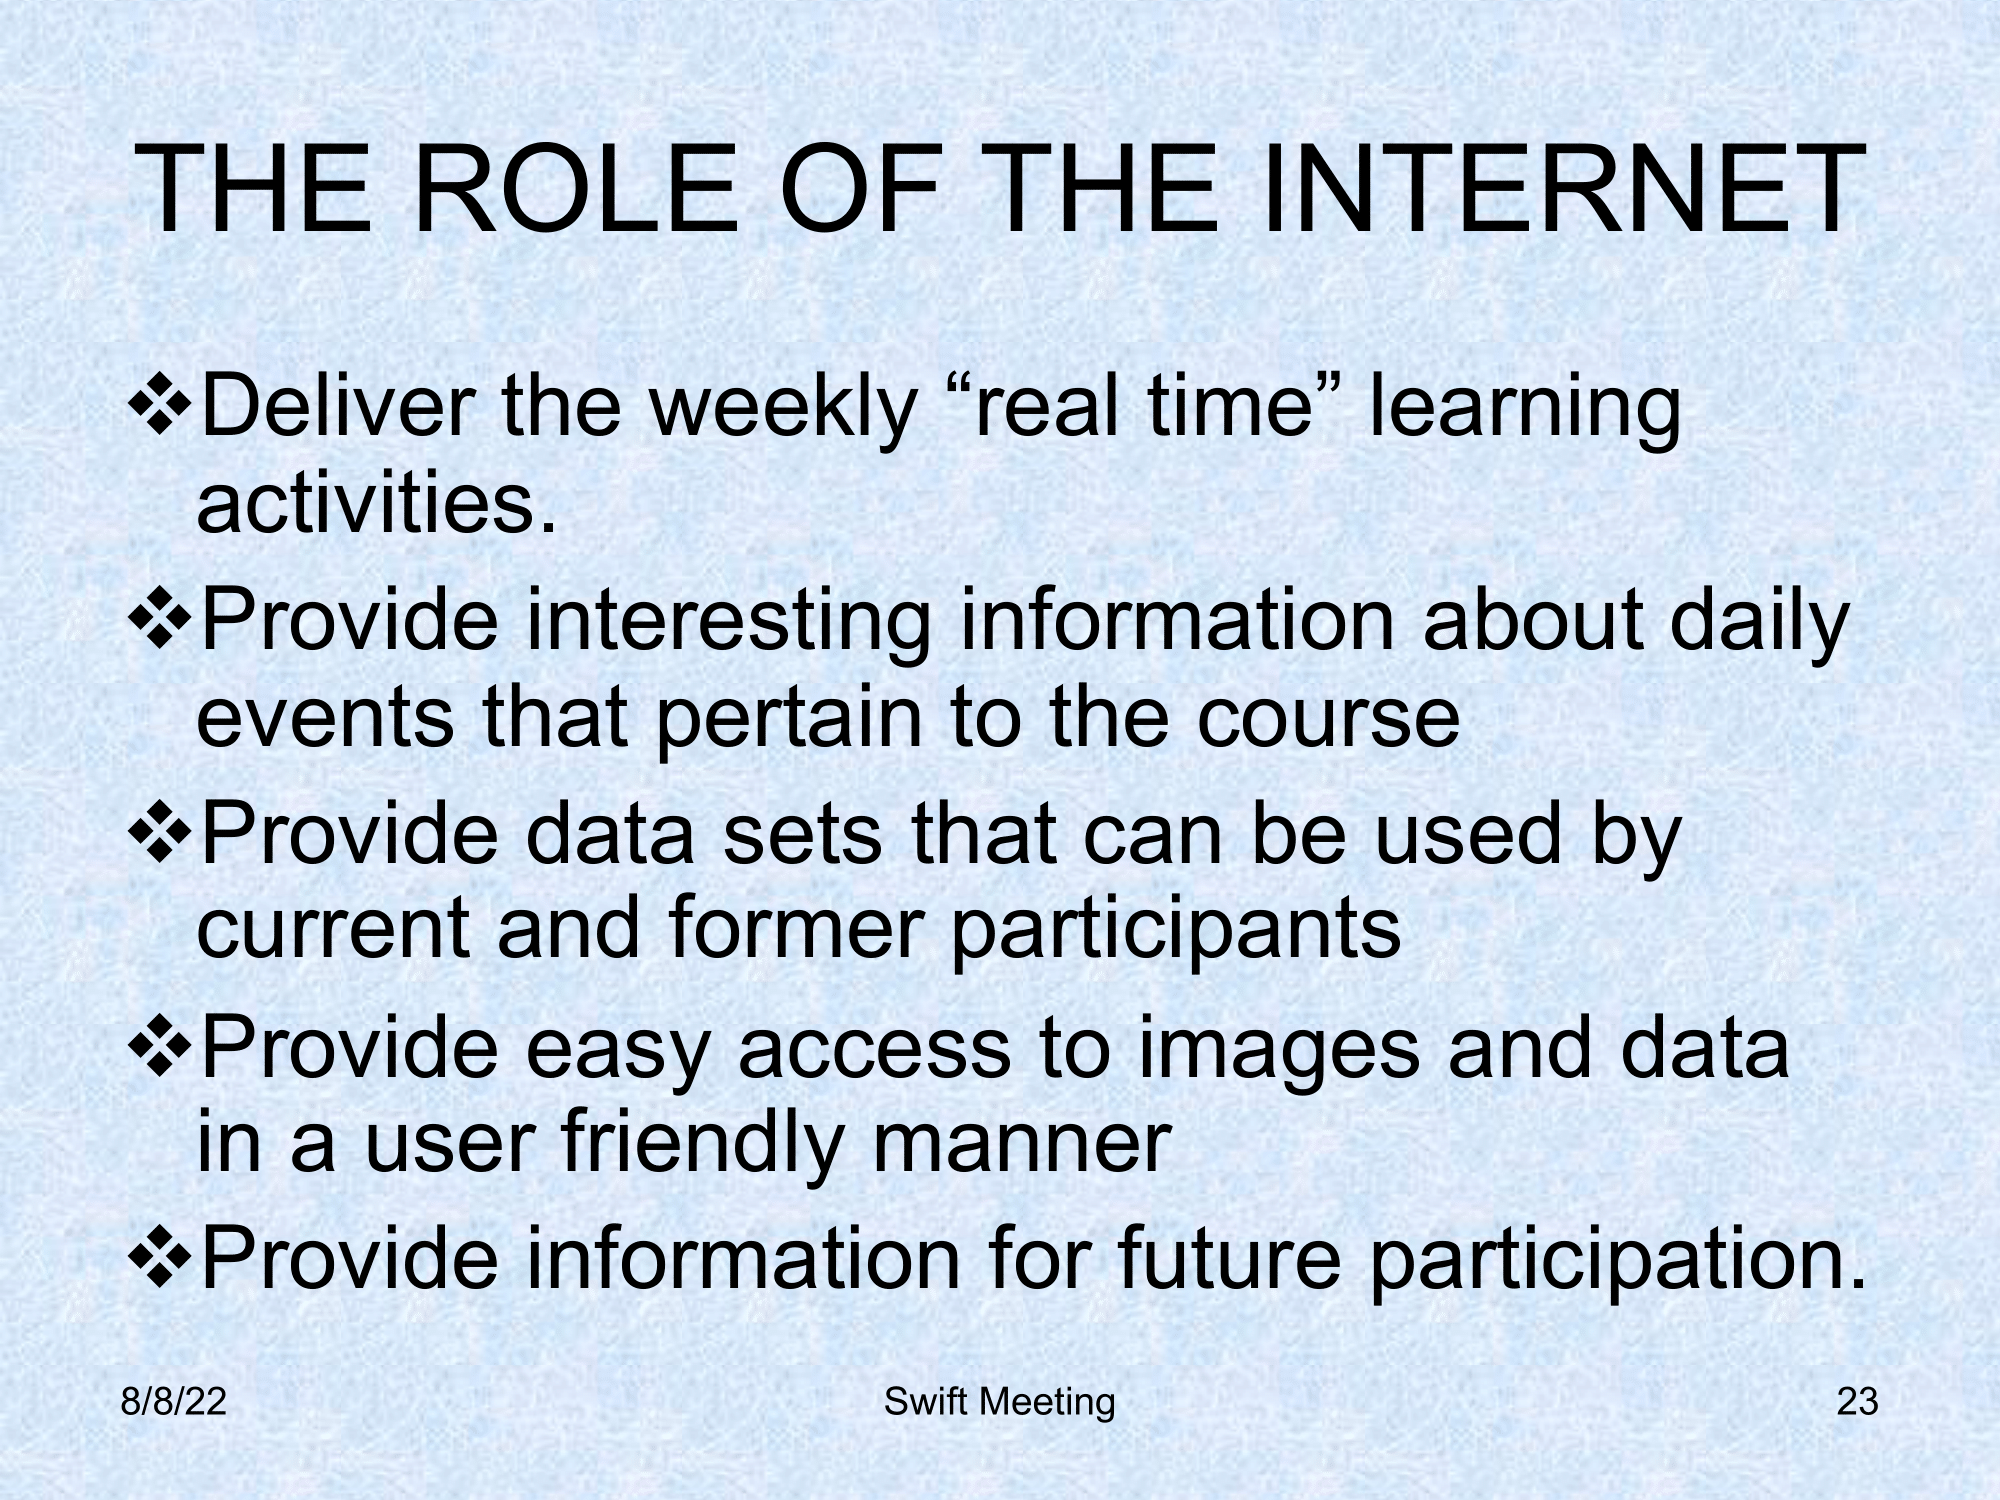 THE ROLE OF THE INTERNET
❖Deliver the weekly “real time” learning
activities.
❖Provide interesting information about daily
events that pertain to the course
❖Provide data sets that can be used by
current and former participants
❖Provide easy access to images and data
in a user friendly manner
❖Provide information for future participation.
8/8/22
Swift Meeting
23